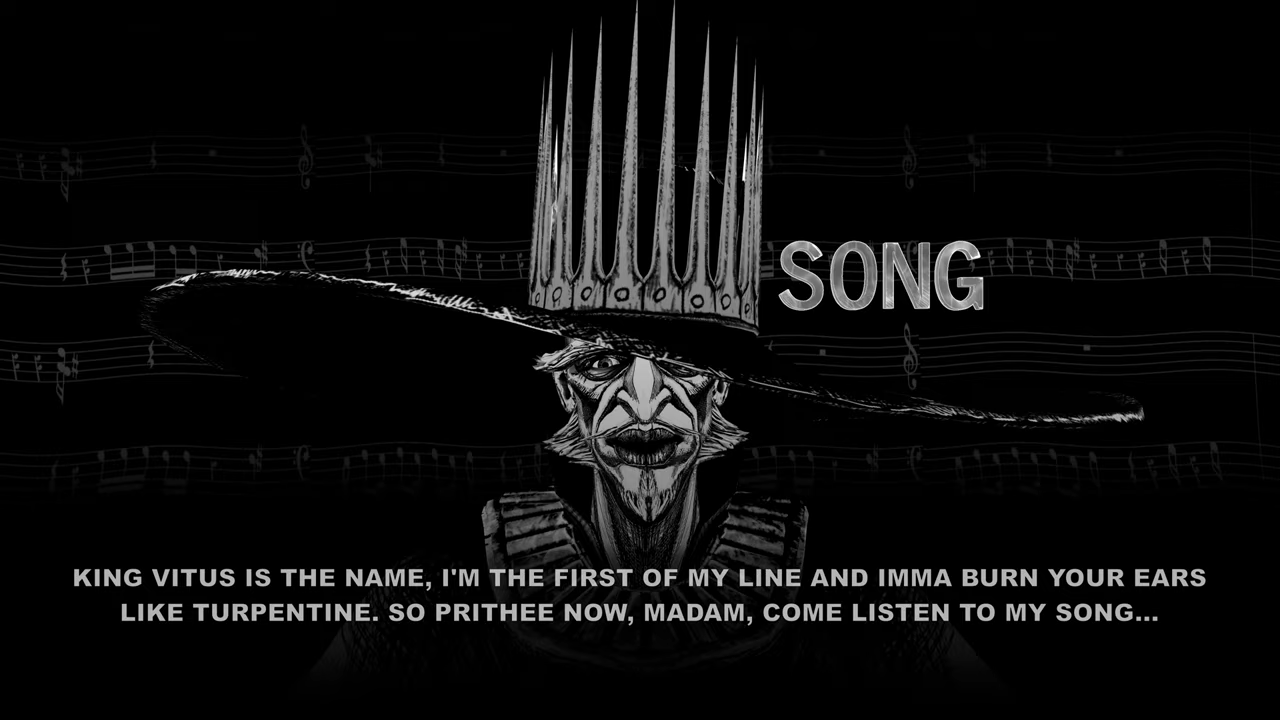 SONG
KING VITUS IS THE NAME, I'M THE FIRST OF MY LINE AND IMMA BURN YOUR EARS
LIKE TURPENTINE. SO PRITHEE NOW, MADAM, COME LISTEN TO MY SONG...